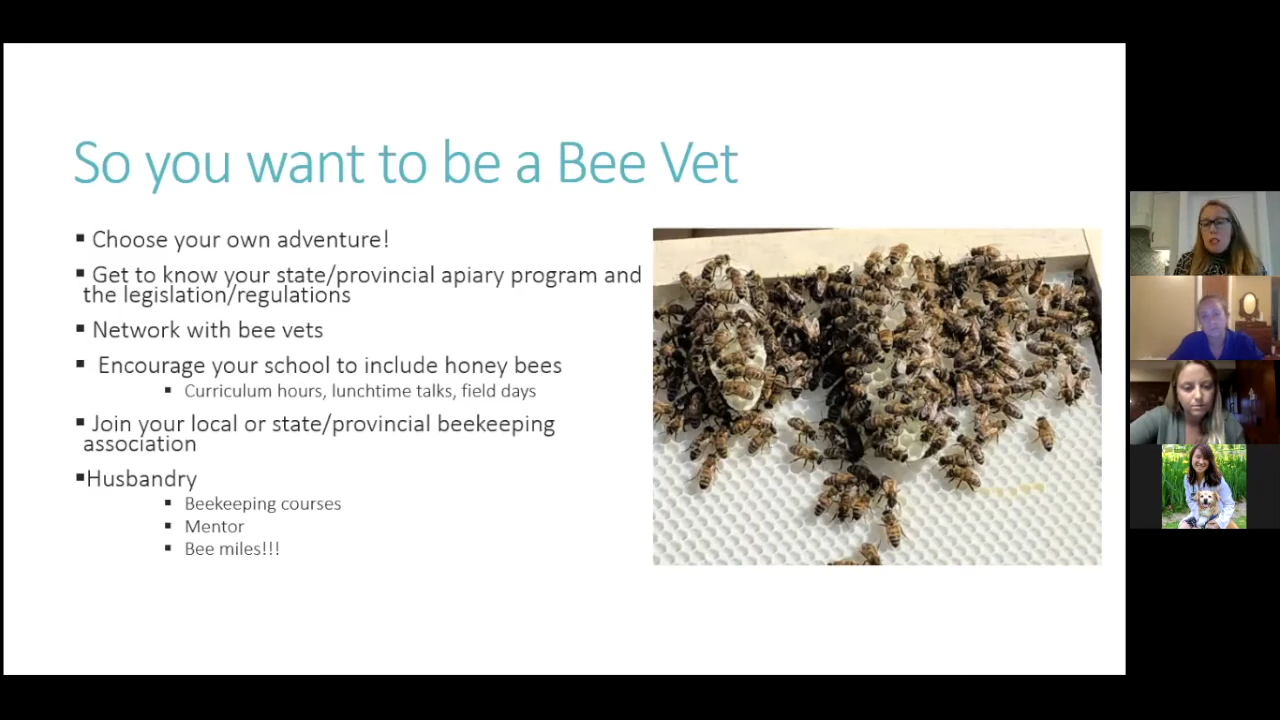 So you want to be a Bee Vet
▪ Choose your own adventure!
▪ Get to know your state/provincial apiary program and
the legislation/regulations
▪ Network with bee vets
▪ Encourage your school to include honey bees
▪ Curriculum hours, lunchtime talks, field days
▪ Join your local or state/provincial beekeeping
association
▪Husbandry
▪ Beekeeping courses
▪ Mentor
▪ Bee miles!!!